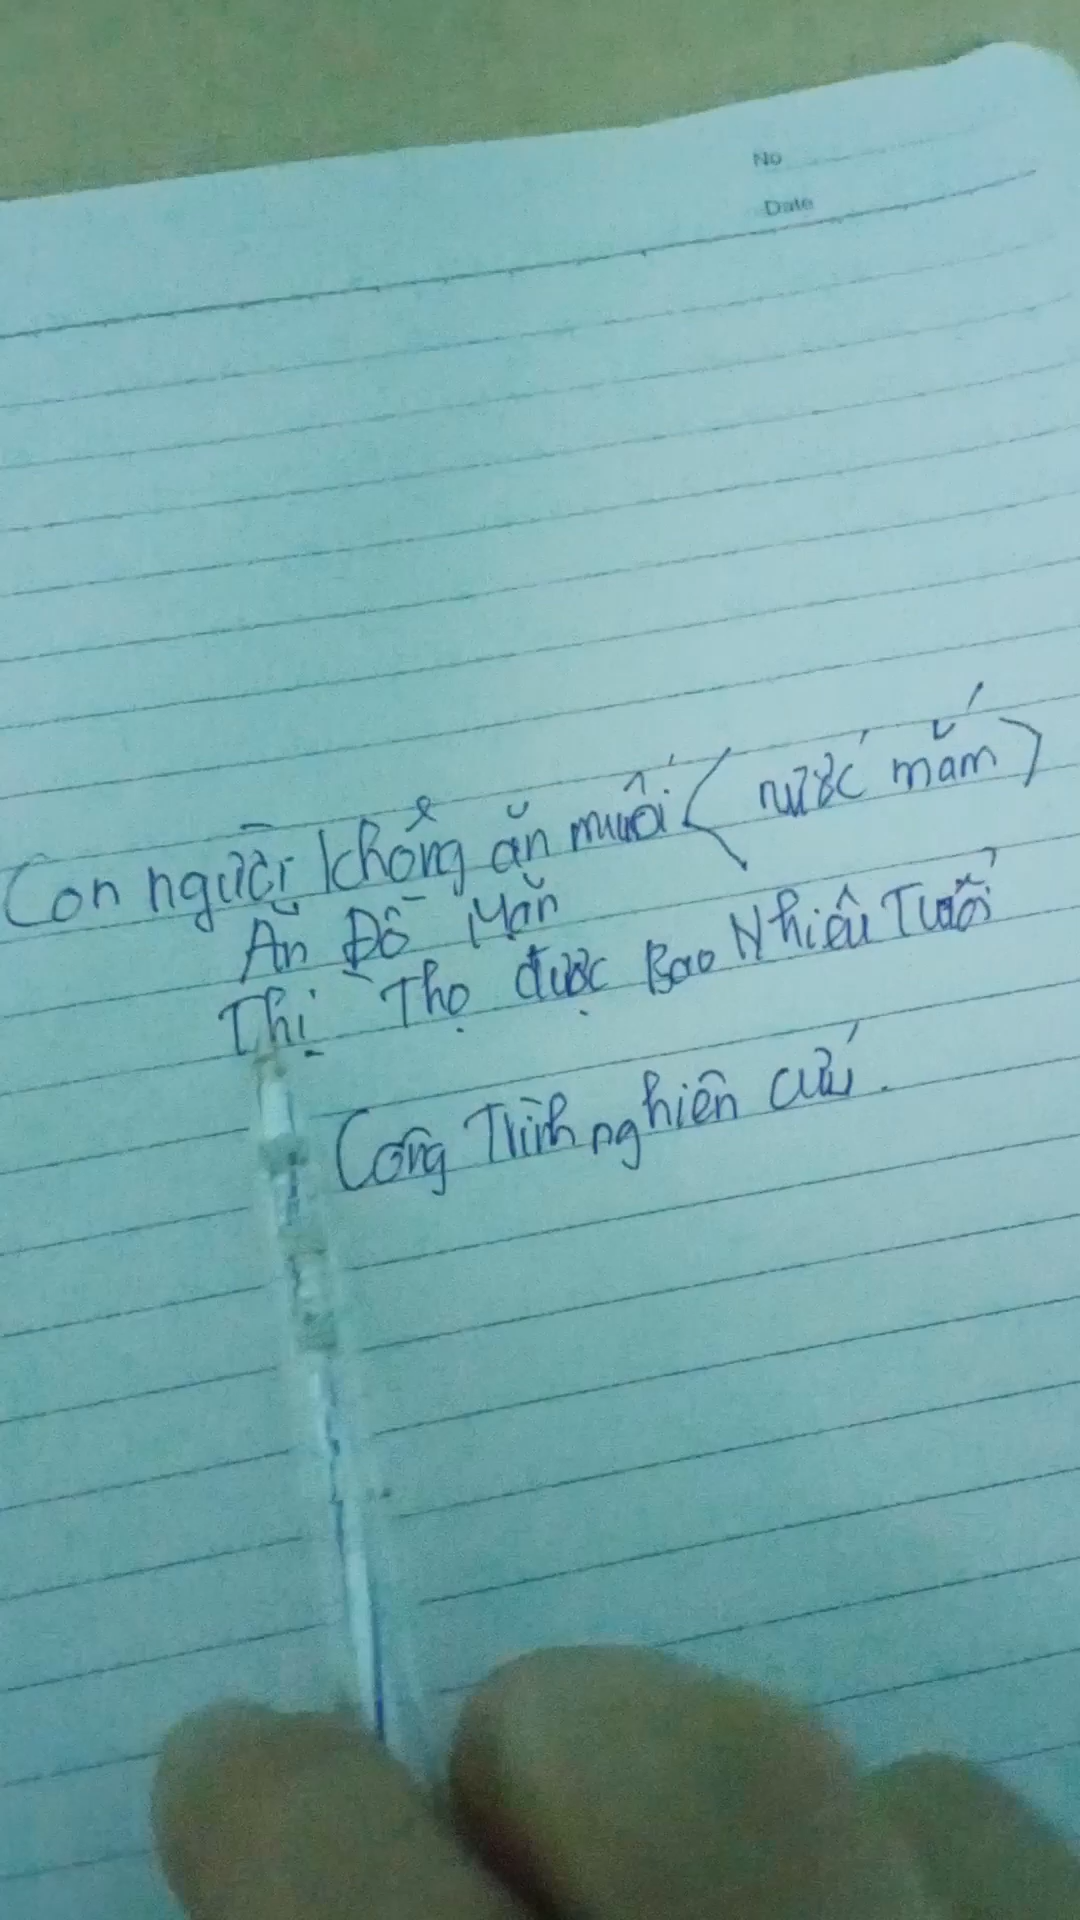 No
Date
Con người không ăn muối ( nước mắm )
Ăn Đồ Mặn
Thị Thọ được Bao Nhiêu Tuổi
Công Trình nghiên cứu.